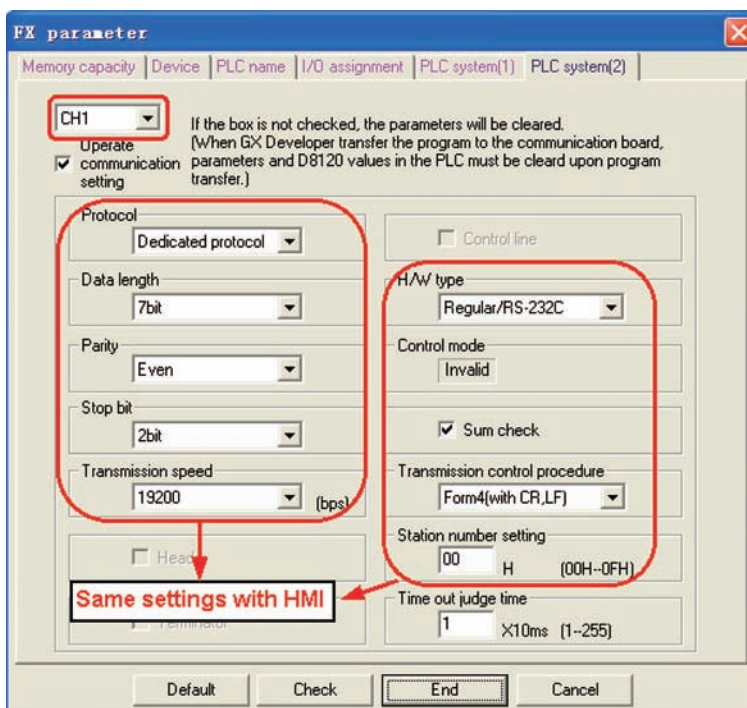 FX parameter
Memory capacity | Device | PLC name | I/O assignment | PLC system(1) | PLC system(2)
CH1
If the box is not checked, the parameters will be cleared.
Operate communication setting
(When GX Developer transfer the program to the communication board,
parameters and D8120 values in the PLC must be cleard upon program
transfer.)
Protocol
Dedicated protocol
Control line
Data length
7bit
H/W type
Regular/RS-232C
Parity
Even
Control mode
Invalid
Stop bit
2bit
Sum check
Transmission speed
19200 (bps)
Transmission control procedure
Form4(with CR,LF)
Station number setting
00 H (00H--0FH)
Same settings with HMI
Time out judge time
1 X10ms (1--255)
Default
Check
End
Cancel